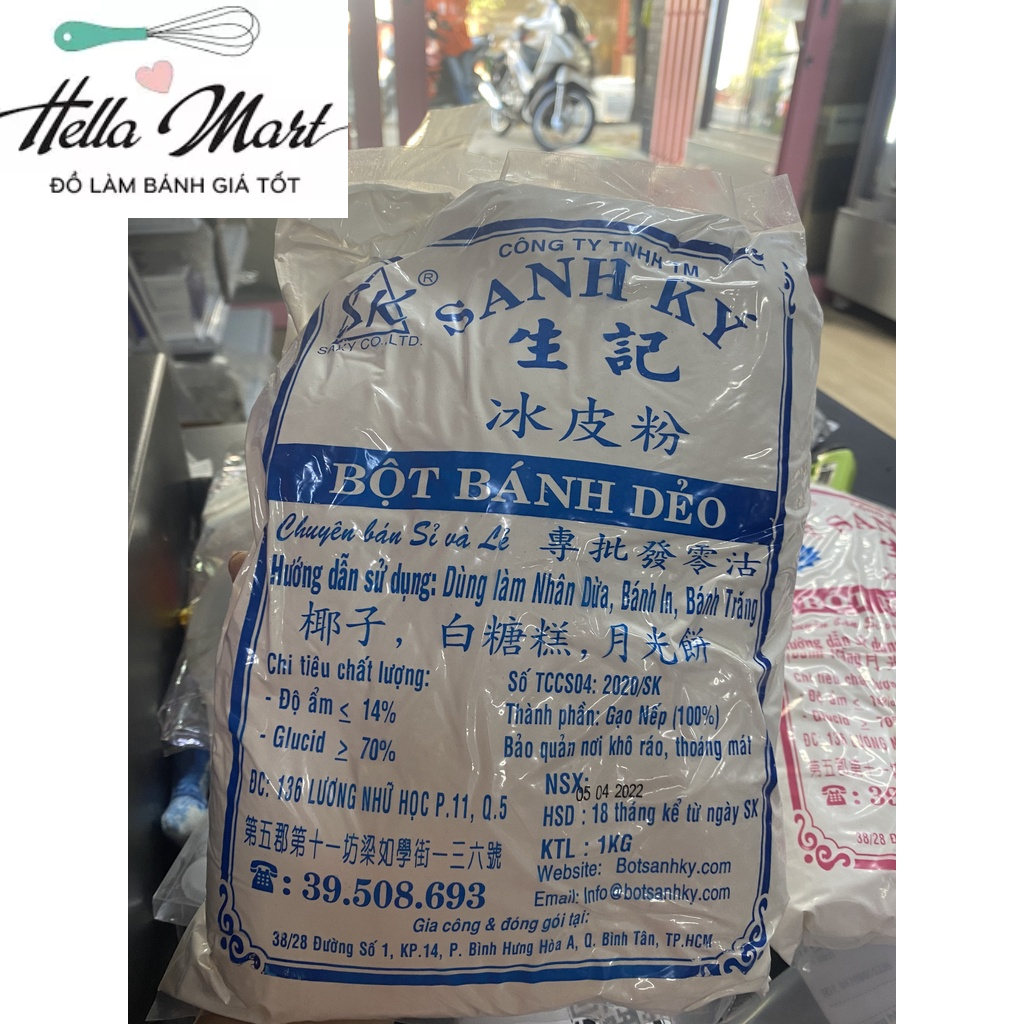 Hella Mart
ĐỒ LÀM BÁNH GIÁ TỐT
CÔNG TY TNHH TM
SK ®
SAKY CO., LTD.
SANH KY
生記
冰皮粉
BỘT BÁNH DẺO
Chuyên bán Sỉ và Lẻ 專批發零沽
Hướng dẫn sử dụng: Dùng làm Nhân Dừa, Bánh In, Bánh Trăng
椰子, 白糖糕, 月光餅
Chỉ tiêu chất lượng:
- Độ ẩm ≤ 14%
- Glucid ≥ 70%
Số TCCS04: 2020/SK
Thành phần: Gạo Nếp (100%)
Bảo quản nơi khô ráo, thoáng mát
ĐC: 136 LƯƠNG NHỮ HỌC P.11, Q.5
第五郡第十一坊梁如學街一三六號
☎: 39.508.693
NSX: 05 04 2022
HSD : 18 tháng kể từ ngày SX
KTL : 1KG
Website: Botsanhky.com
Email: Info@botsanhky.com
Gia công & đóng gói tại:
38/28 Đường Số 1, KP.14, P. Bình Hưng Hòa A, Q. Bình Tân, TP.HCM